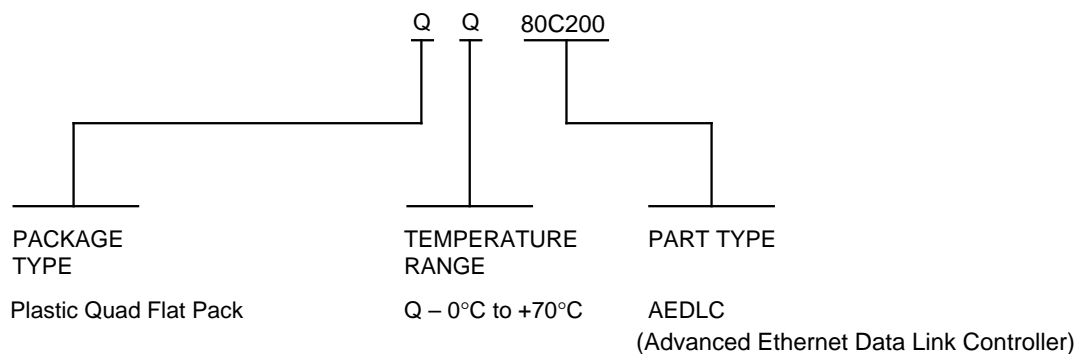 Q Q 80C200
PACKAGE TYPE
TEMPERATURE RANGE
PART TYPE
Plastic Quad Flat Pack
Q – 0°C to +70°C
AEDLC
(Advanced Ethernet Data Link Controller)